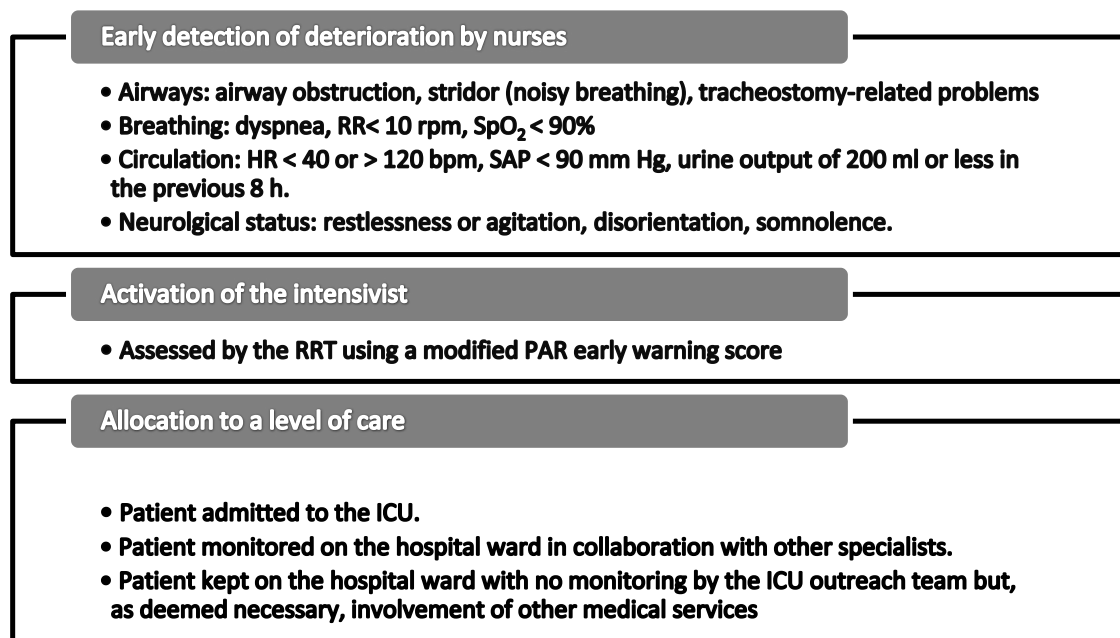 Early detection of deterioration by nurses
• Airways: airway obstruction, stridor (noisy breathing), tracheostomy-related problems
• Breathing: dyspnea, RR< 10 rpm, SpO₂ < 90%
• Circulation: HR < 40 or > 120 bpm, SAP < 90 mm Hg, urine output of 200 ml or less in
the previous 8 h.
• Neurolgical status: restlessness or agitation, disorientation, somnolence.
Activation of the intensivist
• Assessed by the RRT using a modified PAR early warning score
Allocation to a level of care
• Patient admitted to the ICU.
• Patient monitored on the hospital ward in collaboration with other specialists.
• Patient kept on the hospital ward with no monitoring by the ICU outreach team but,
as deemed necessary, involvement of other medical services